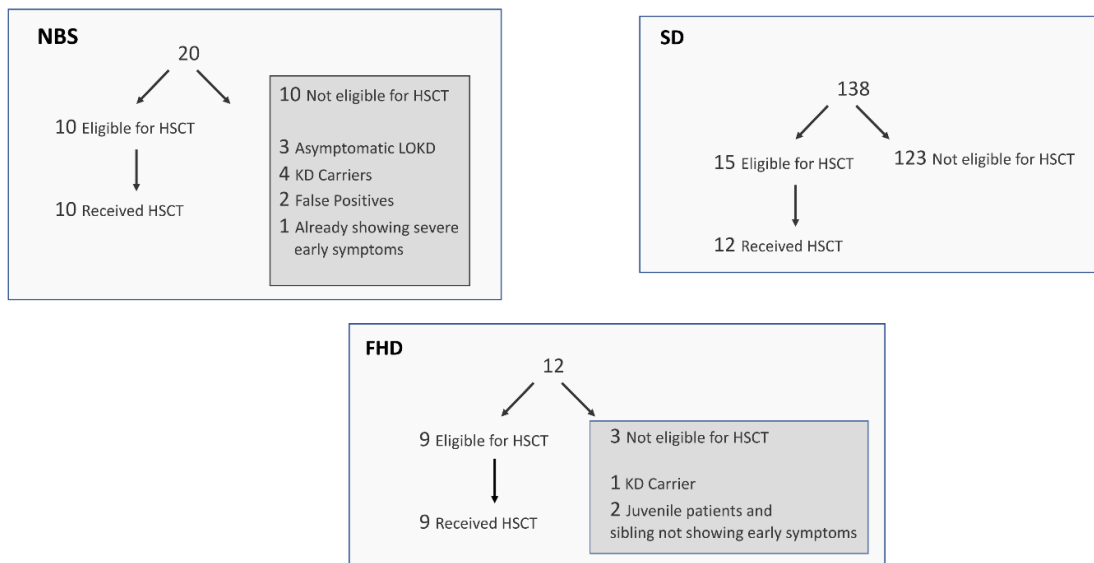 NBS
20
10 Eligible for HSCT
10 Received HSCT
10 Not eligible for HSCT
3 Asymptomatic LOKD
4 KD Carriers
2 False Positives
1 Already showing severe
early symptoms
SD
138
15 Eligible for HSCT
123 Not eligible for HSCT
12 Received HSCT
FHD
12
9 Eligible for HSCT
9 Received HSCT
3 Not eligible for HSCT
1 KD Carrier
2 Juvenile patients and
sibling not showing early symptoms